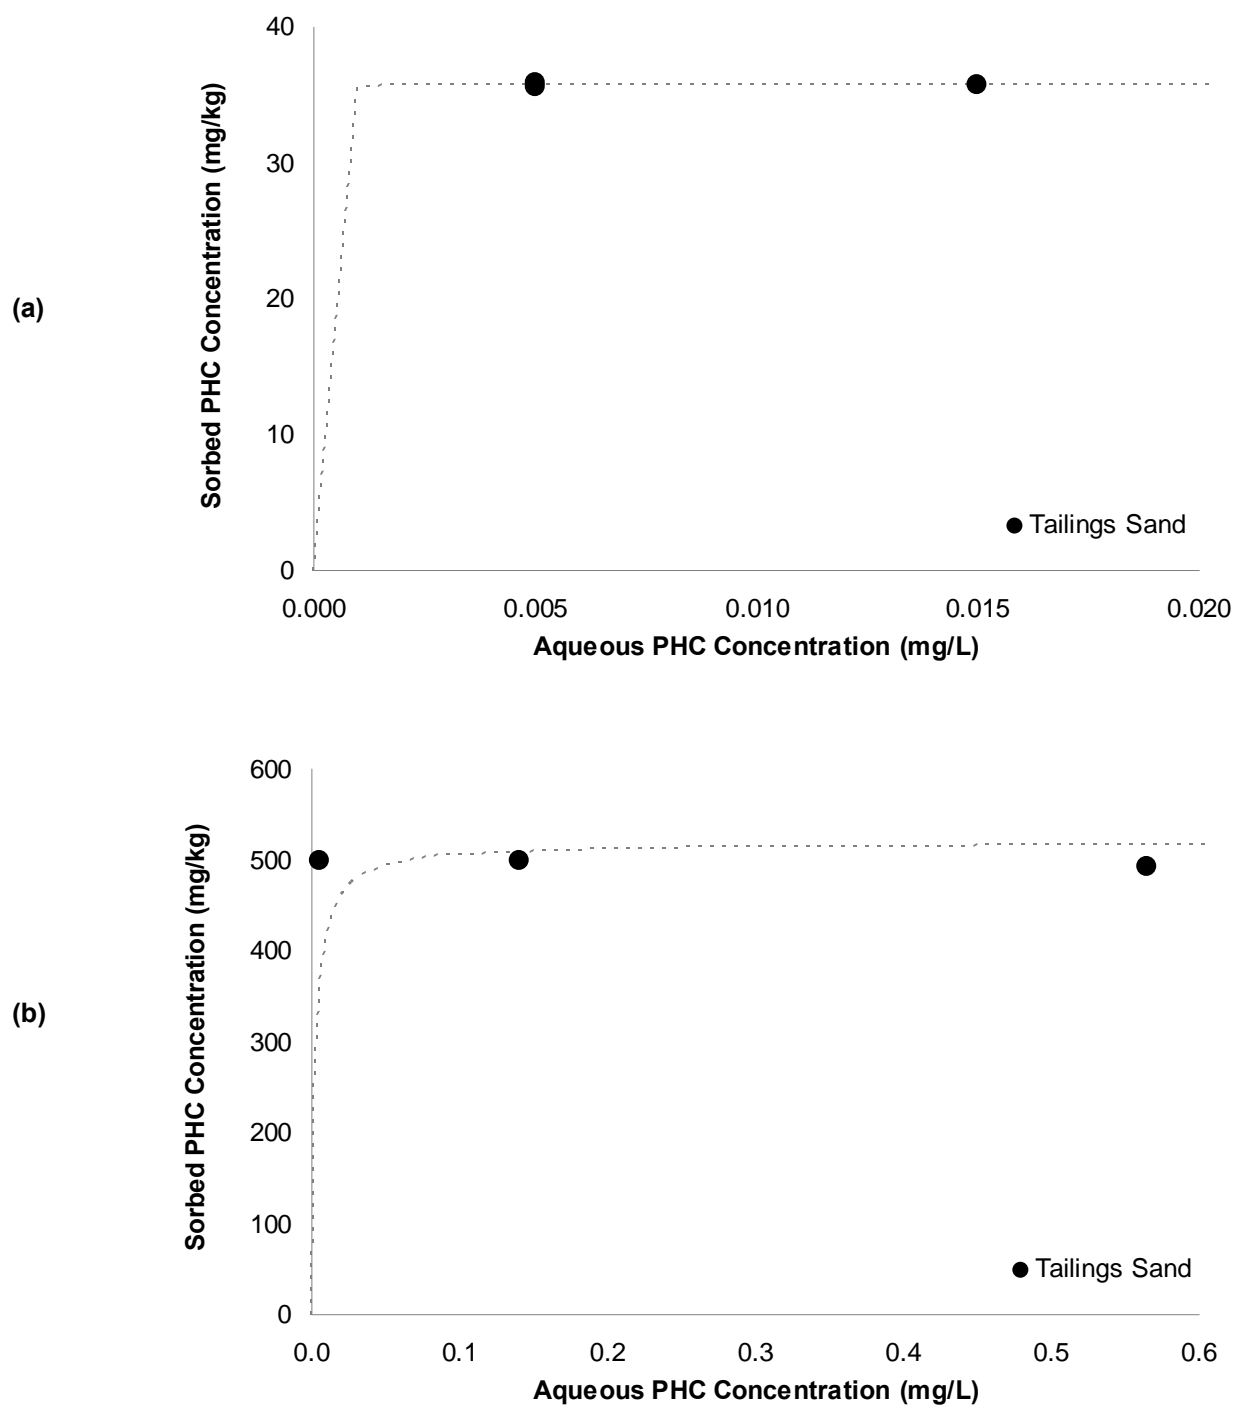 (a)
Sorbed PHC Concentration (mg/kg)
40
30
20
10
0
Tailings Sand
0.000 0.005 0.010 0.015 0.020
Aqueous PHC Concentration (mg/L)
(b)
Sorbed PHC Concentration (mg/kg)
600
500
400
300
200
100
0
Tailings Sand
0.0 0.1 0.2 0.3 0.4 0.5 0.6
Aqueous PHC Concentration (mg/L)